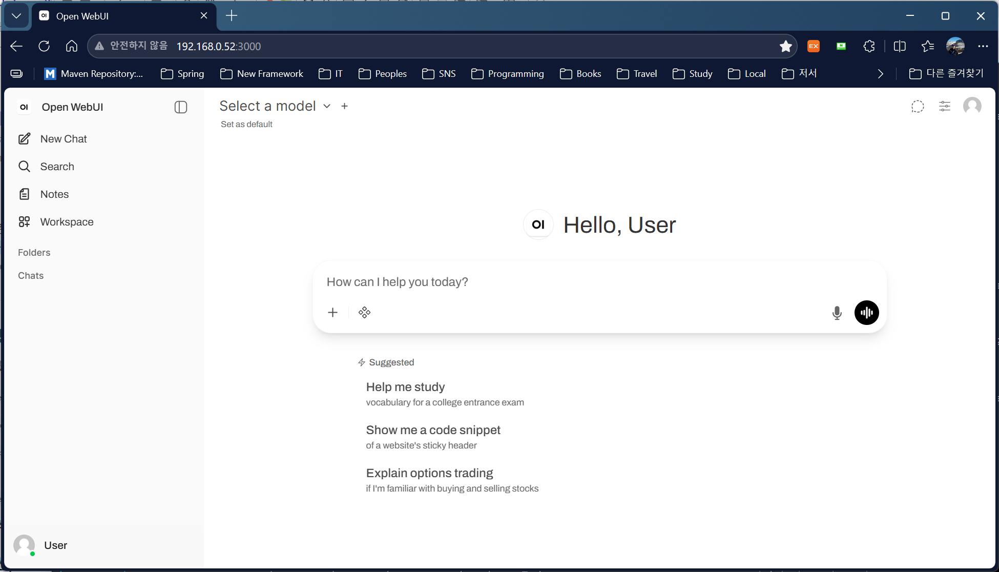 Open WebUI
안전하지 않음 192.168.0.52:3000
EX
N
M Maven Repository:... Spring New Framework IT Peoples SNS Programming Books Travel Study Local 저서 다른 즐겨찾기
OI Open WebUI
New Chat
Search
Notes
Workspace
Folders
Chats
User
Select a model
Set as default
OI Hello, User
How can I help you today?
Suggested
Help me study
vocabulary for a college entrance exam
Show me a code snippet
of a website's sticky header
Explain options trading
if I'm familiar with buying and selling stocks